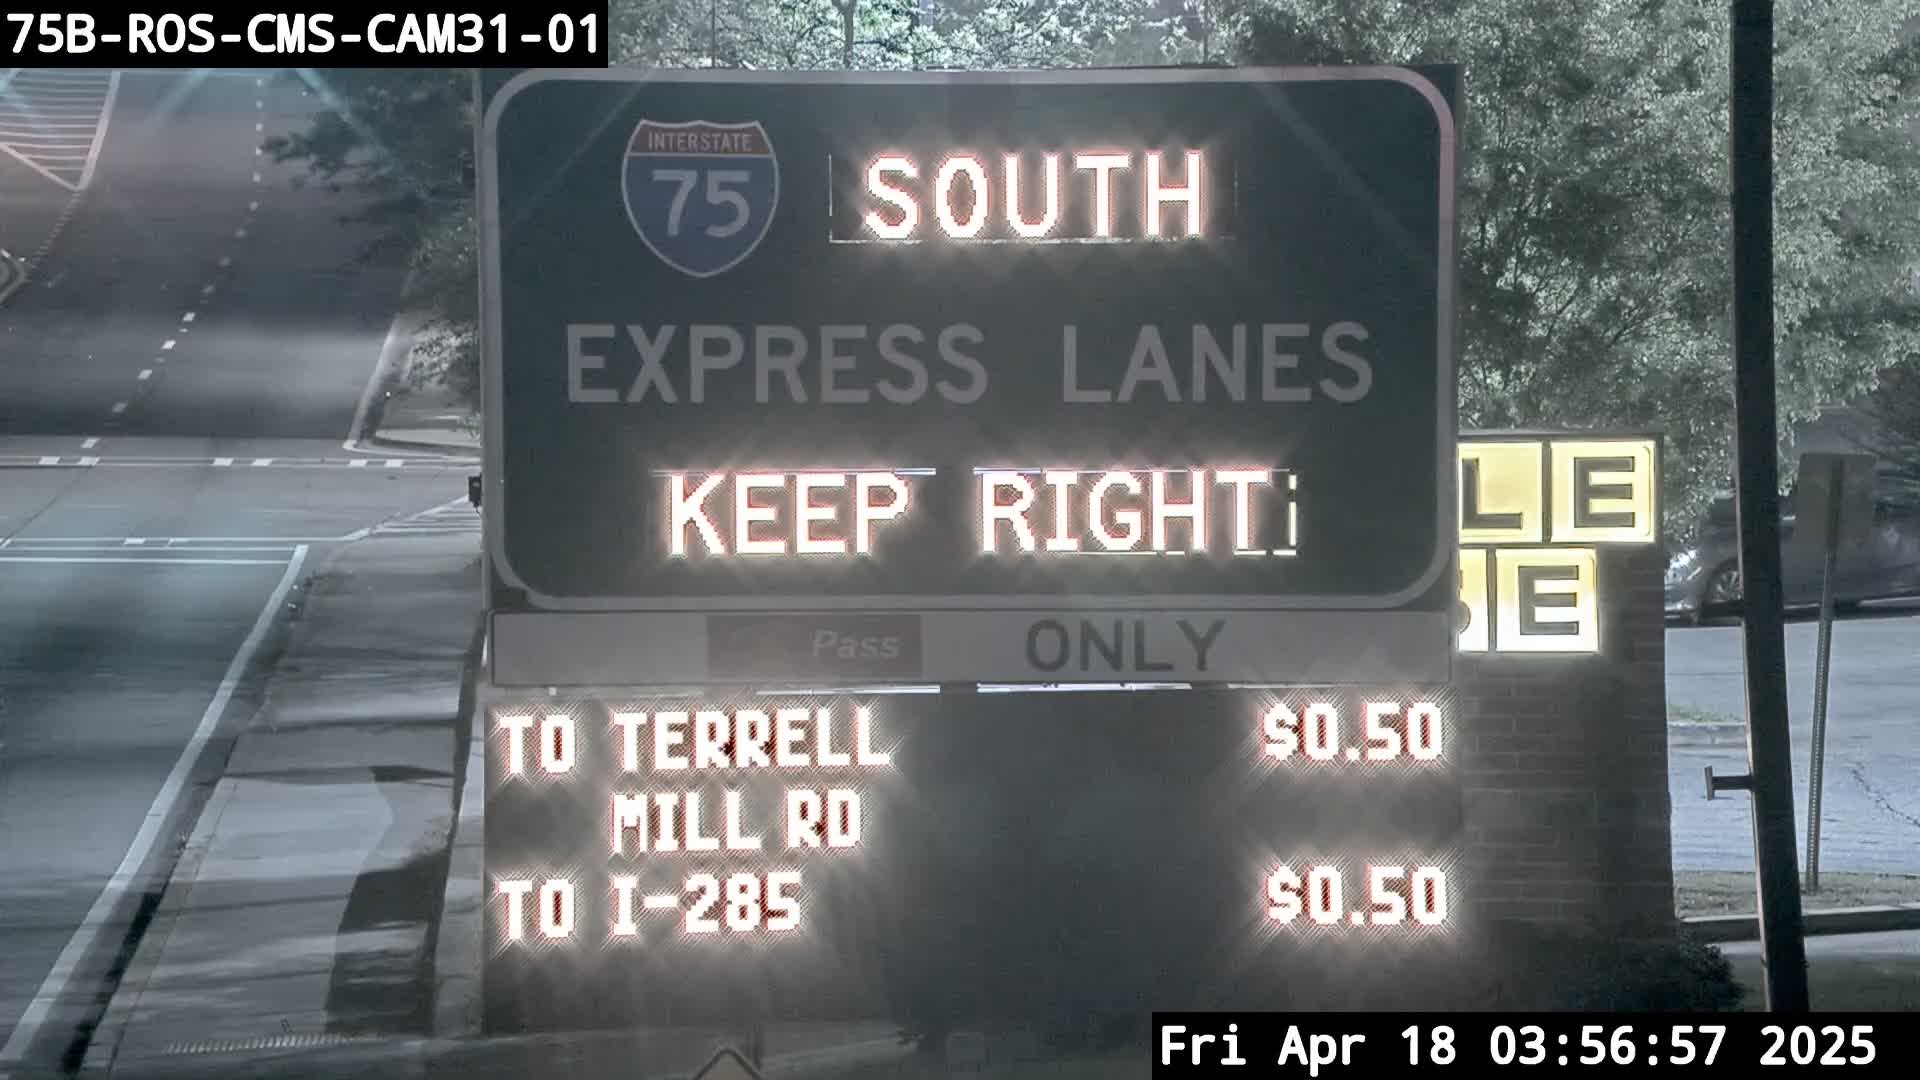 75B-ROS-CMS-CAM31-01
INTERSTATE
75
SOUTH
EXPRESS LANES
KEEP RIGHT
Pass ONLY
TO TERRELL $0.50
MILL RD
TO I-285 $0.50
LE
E
Fri Apr 18 03:56:57 2025